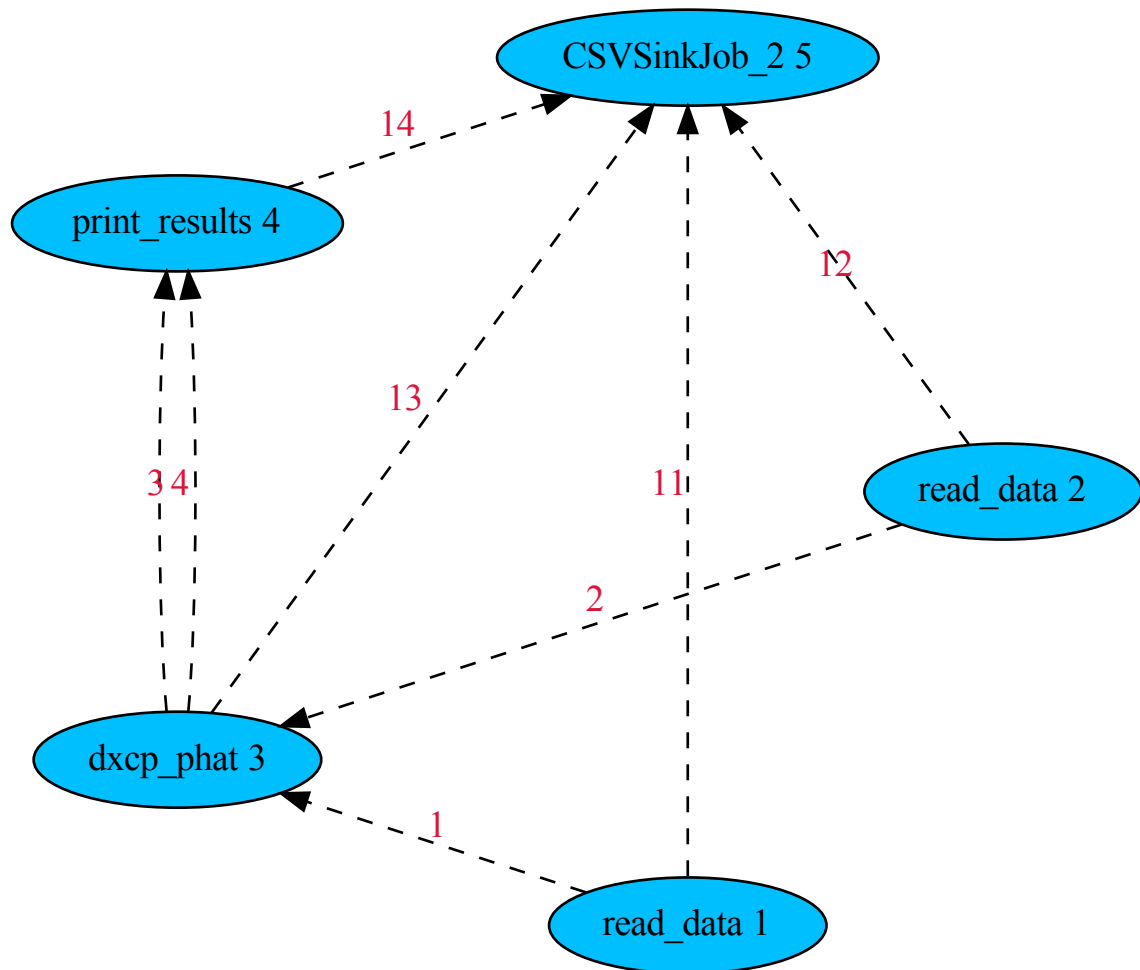 CSVSinkJob_2 5
14
print_results 4
12
13
3
4
11
read_data 2
2
dxcp_phat 3
1
read_data 1